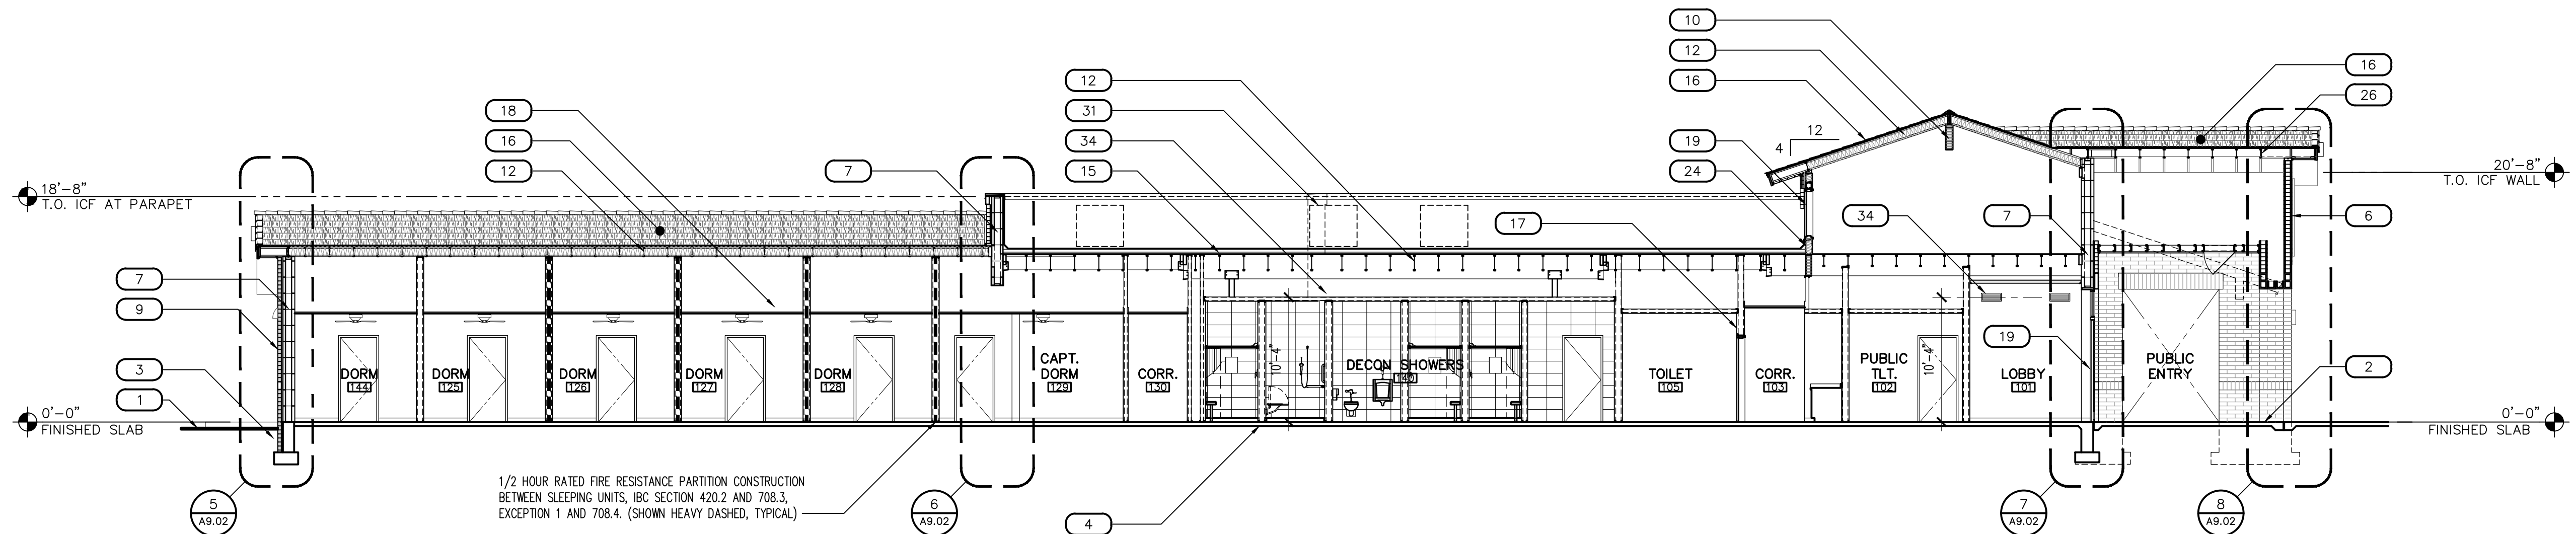 10
12
16
16
26
12
31
34
15
18
16
12
7
19
24
12
4
18'-8"
T.O. ICF AT PARAPET
20'-8"
T.O. ICF WALL
17
34
7
6
7
9
3
1
19
2
10'-4"
10'-4"
DORM
144
DORM
125
DORM
126
DORM
127
DORM
128
CAPT.
DORM
129
CORR.
130
DECON SHOWERS
TOILET
105
CORR.
103
PUBLIC
TLT.
102
LOBBY
101
PUBLIC
ENTRY
0'-0"
FINISHED SLAB
0'-0"
FINISHED SLAB
1/2 HOUR RATED FIRE RESISTANCE PARTITION CONSTRUCTION
BETWEEN SLEEPING UNITS, IBC SECTION 420.2 AND 708.3,
EXCEPTION 1 AND 708.4. (SHOWN HEAVY DASHED, TYPICAL)
5
A9.02
6
A9.02
4
7
A9.02
8
A9.02